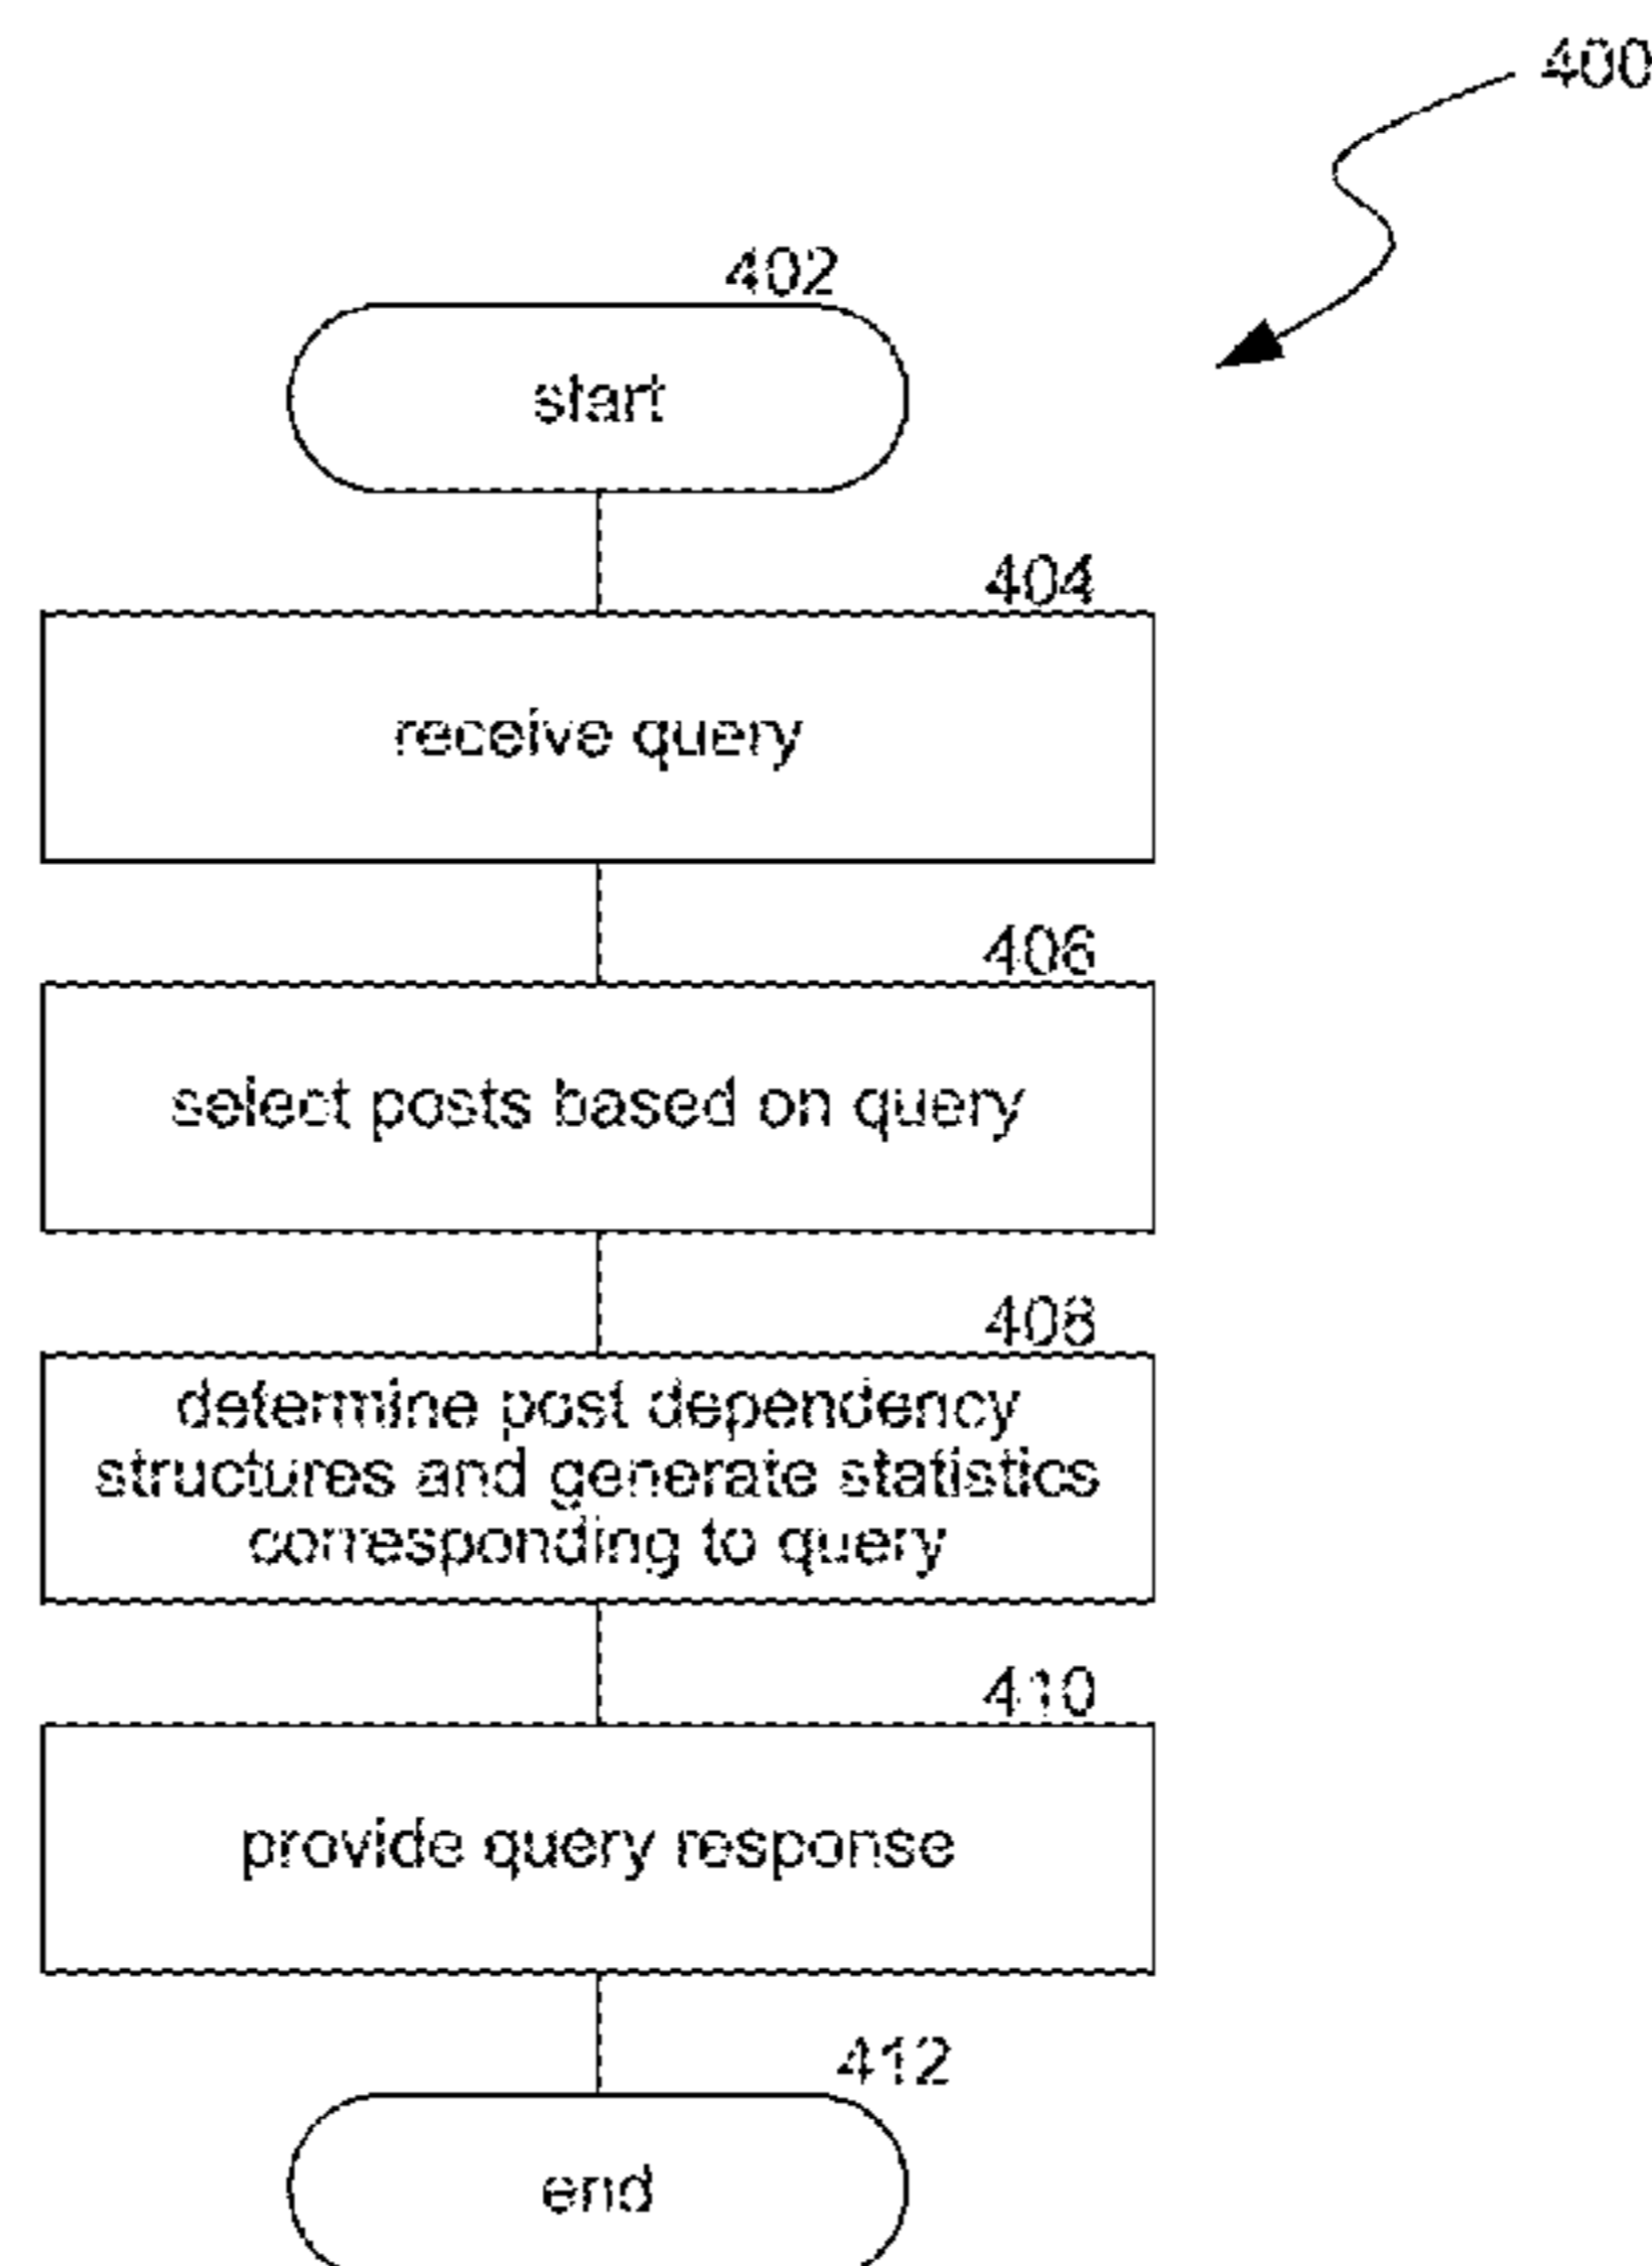 400
402
start
404
receive query
406
select posts based on query
408
determine post dependency
structures and generate statistics
corresponding to query
410
provide query response
412
end